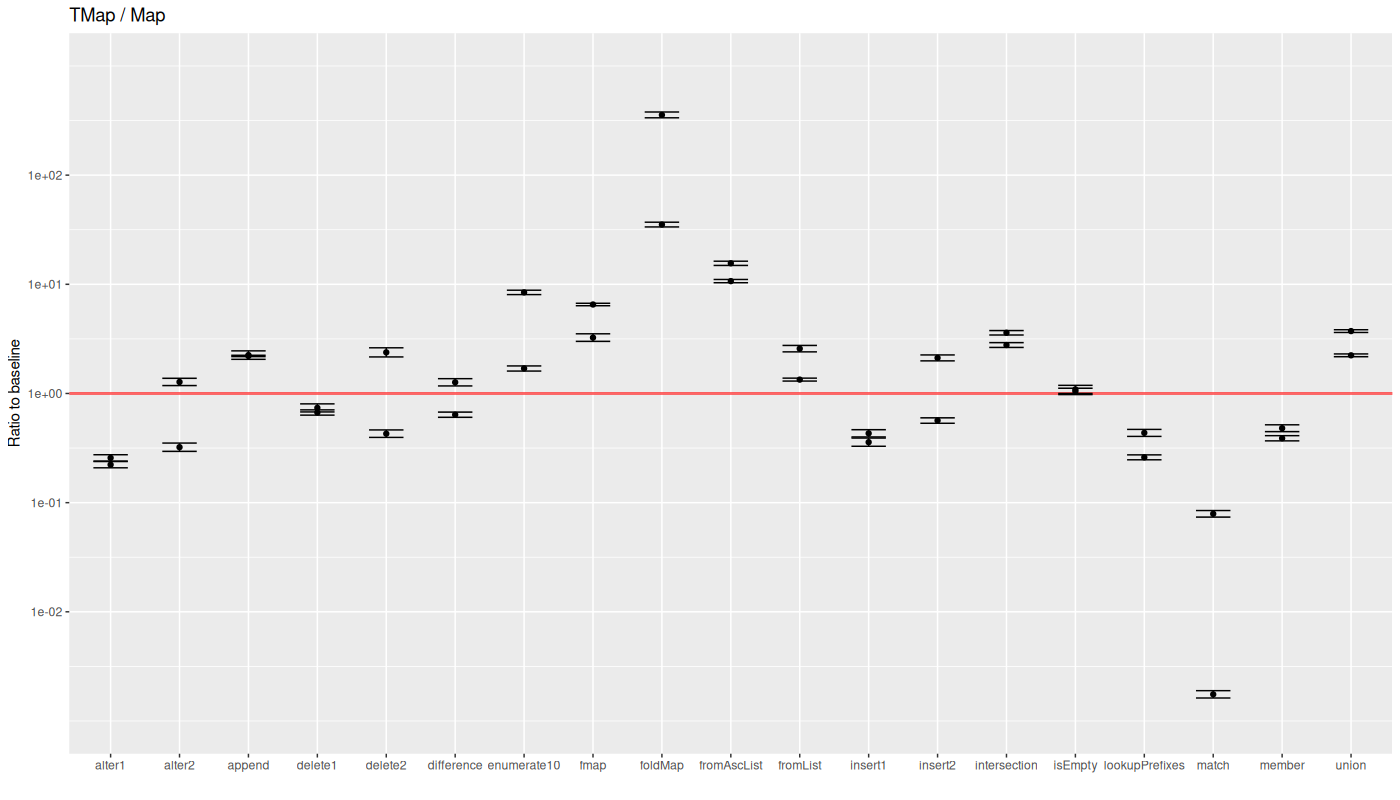 TMap / Map
Ratio to baseline
1e+02
1e+01
1e+00
1e-01
1e-02
alter1 alter2 append delete1 delete2 difference enumerate10 fmap foldMap fromAscList fromList insert1 insert2 intersection isEmpty lookupPrefixes match member union